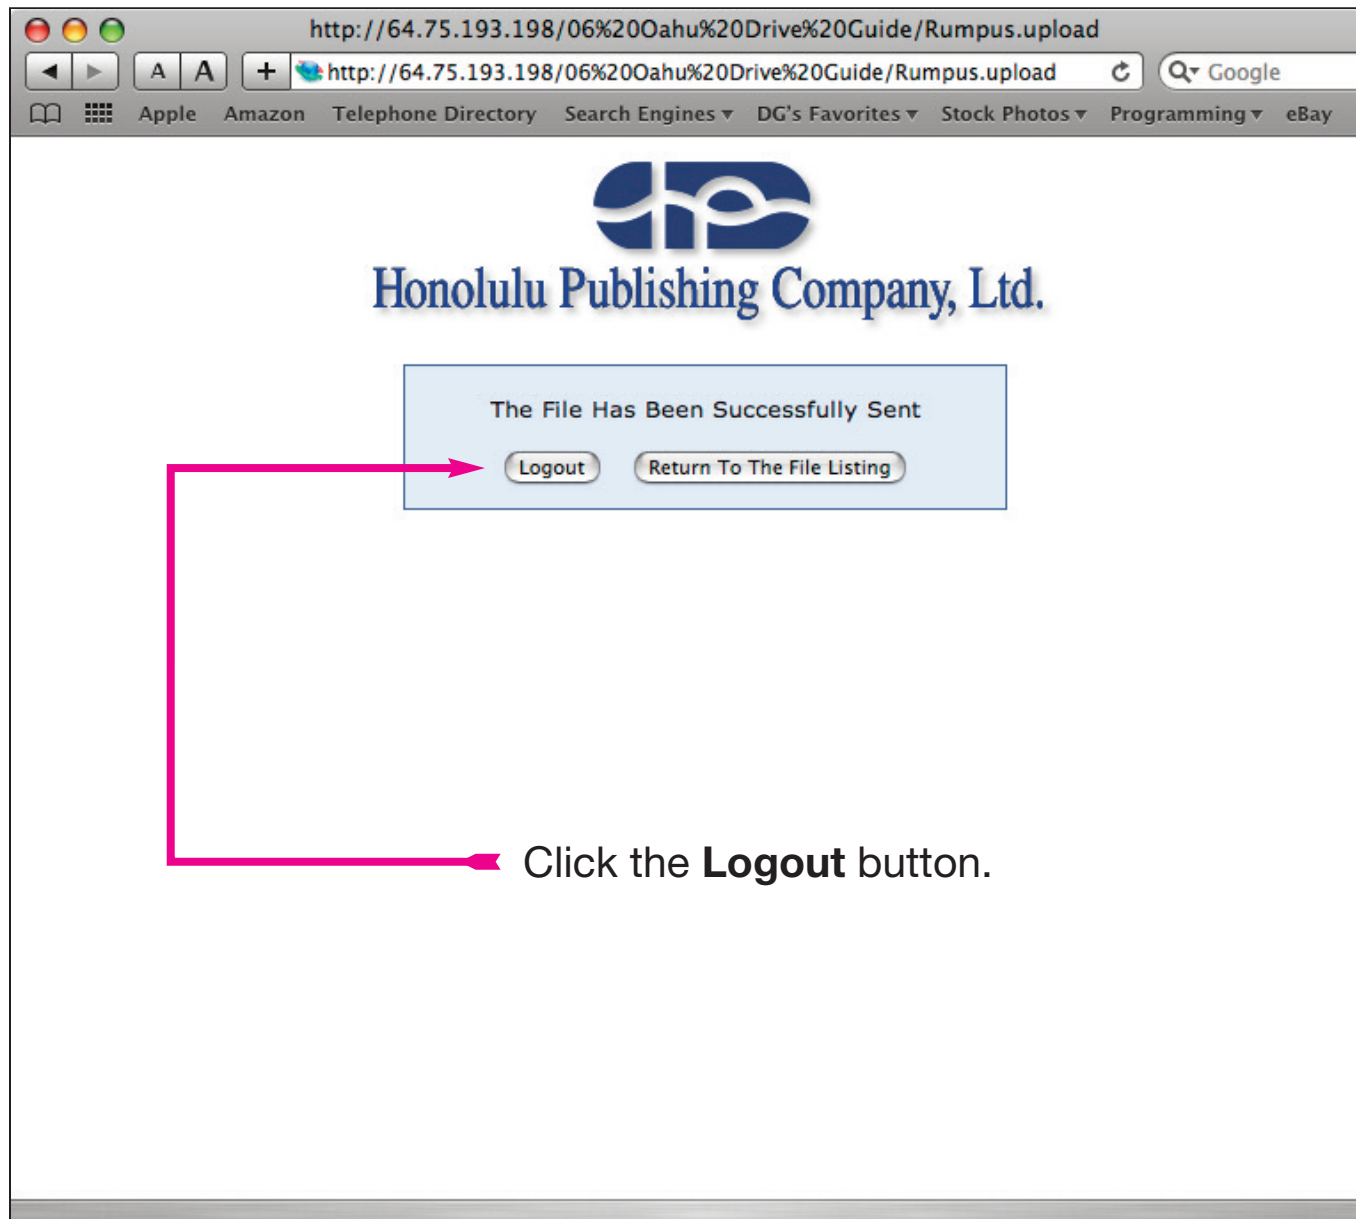 http://64.75.193.198/06%20Oahu%20Drive%20Guide/Rumpus.upload
A A + http://64.75.193.198/06%20Oahu%20Drive%20Guide/Rumpus.upload Google
Apple Amazon Telephone Directory Search Engines DG's Favorites Stock Photos Programming eBay
Honolulu Publishing Company, Ltd.
The File Has Been Successfully Sent
Logout Return To The File Listing
Click the Logout button.